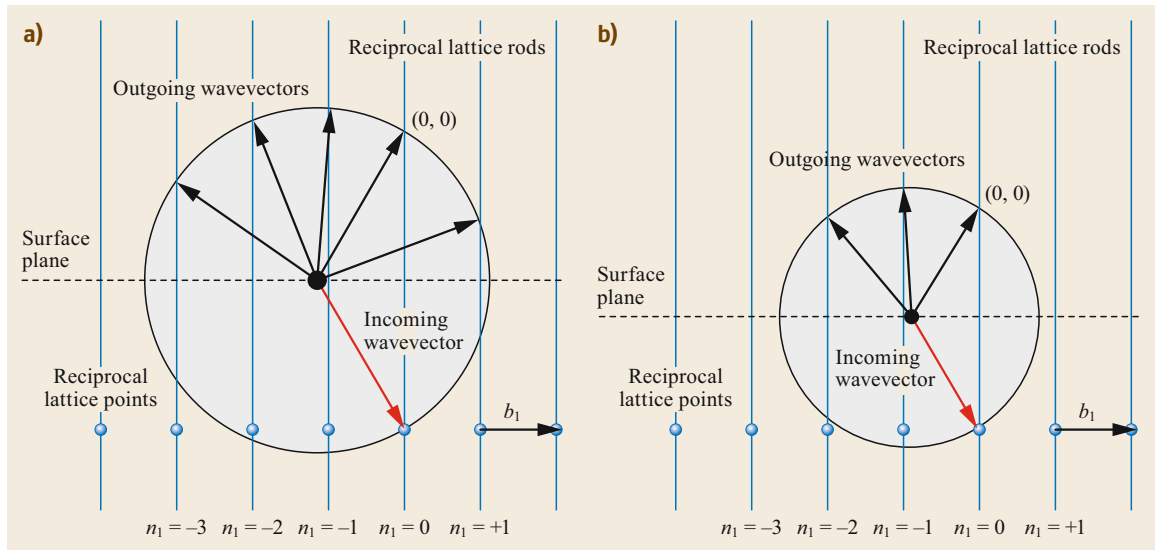 a)
Reciprocal lattice rods
Outgoing wavevectors
(0, 0)
Surface
plane
Incoming
wavevector
Reciprocal
lattice points
b₁
n₁ = –3 n₁ = –2 n₁ = –1 n₁ = 0 n₁ = +1
b)
Reciprocal lattice rods
Outgoing wavevectors
(0, 0)
Surface
plane
Incoming
wavevector
Reciprocal
lattice points
b₁
n₁ = –3 n₁ = –2 n₁ = –1 n₁ = 0 n₁ = +1